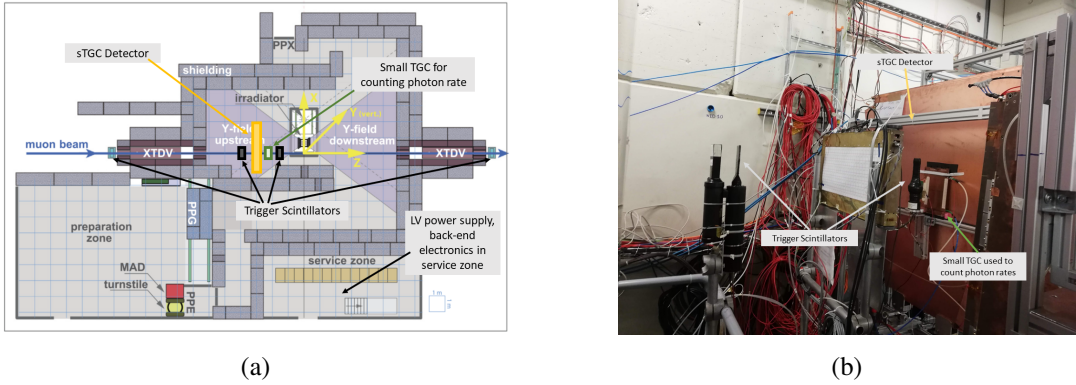 PPX
sTGC Detector
Small TGC for
counting photon rate
shielding
irradiator
X
Y (vert.)
Y-field
upstream
Y-field
downstream
muon beam
XTDV
Z
XTDV
Trigger Scintillators
PPG
preparation
zone
LV power supply,
back-end
electronics in
service zone
service zone
MAD
turnstile
PPE
1 m
1 m
(a)
sTGC Detector
Trigger Scintillators
Small TGC used to
count photon rates
(b)